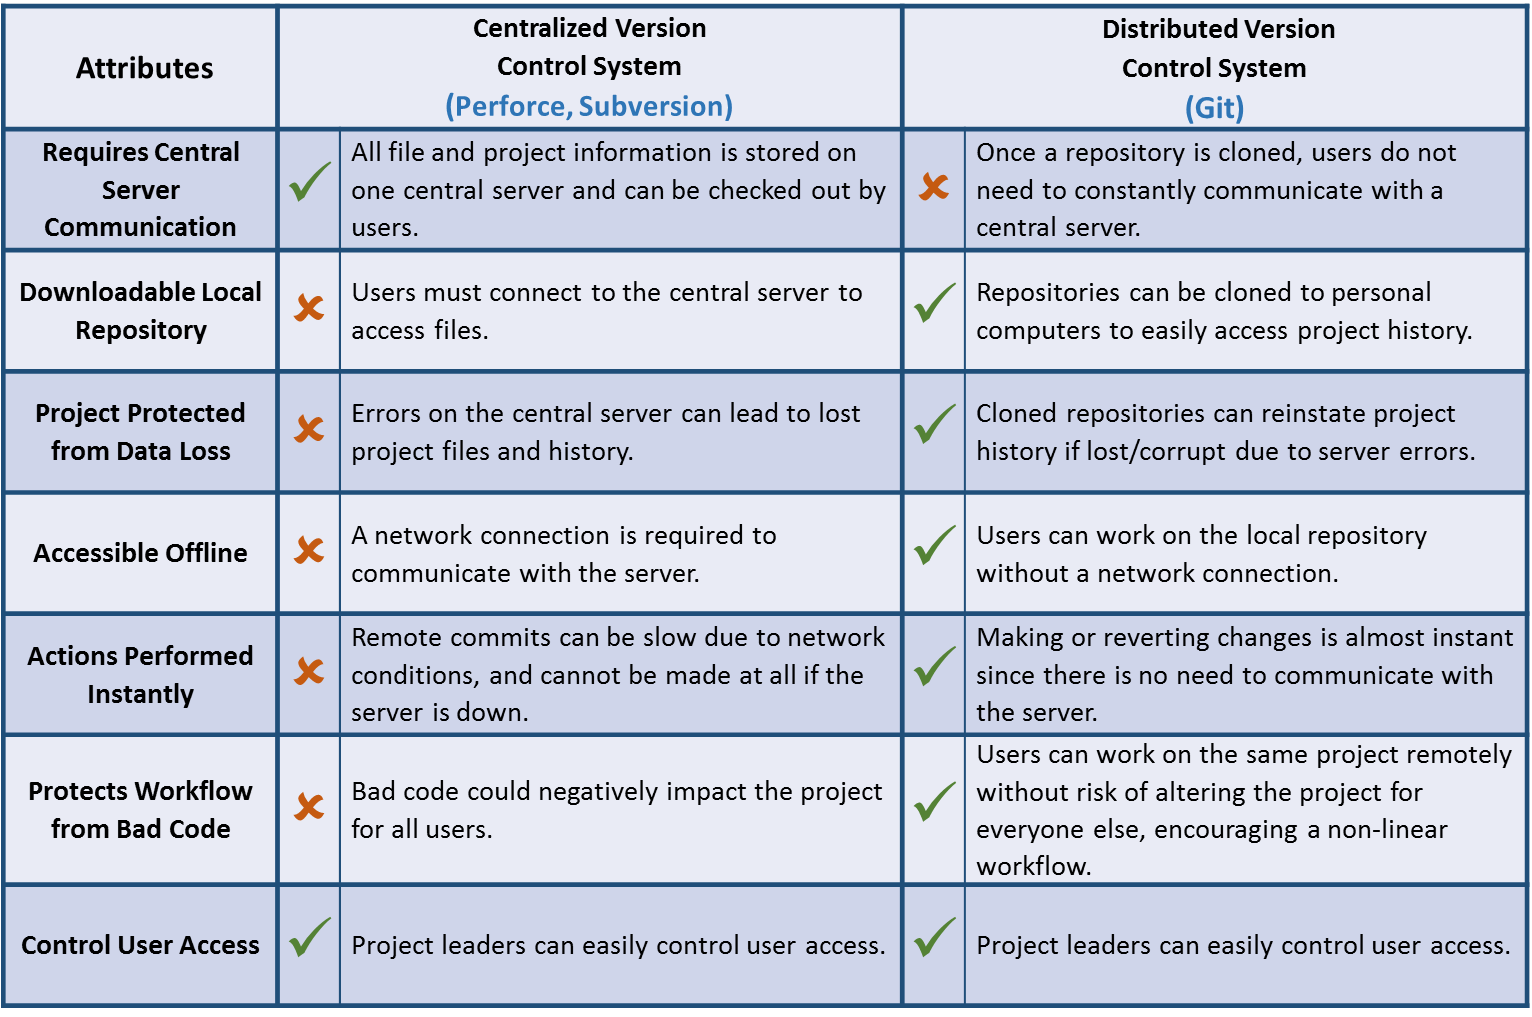 Attributes
Centralized Version
Control System
(Perforce, Subversion)
Distributed Version
Control System
(Git)
Requires Central
Server
Communication
✓
All file and project information is stored on
one central server and can be checked out by
users.
✘
Once a repository is cloned, users do not
need to constantly communicate with a
central server.
Downloadable Local
Repository
✘
Users must connect to the central server to
access files.
✓
Repositories can be cloned to personal
computers to easily access project history.
Project Protected
from Data Loss
✘
Errors on the central server can lead to lost
project files and history.
✓
Cloned repositories can reinstate project
history if lost/corrupt due to server errors.
Accessible Offline
✘
A network connection is required to
communicate with the server.
✓
Users can work on the local repository
without a network connection.
Actions Performed
Instantly
✘
Remote commits can be slow due to network
conditions, and cannot be made at all if the
server is down.
✓
Making or reverting changes is almost instant
since there is no need to communicate with
the server.
Protects Workflow
from Bad Code
✘
Bad code could negatively impact the project
for all users.
✓
Users can work on the same project remotely
without risk of altering the project for
everyone else, encouraging a non-linear
workflow.
Control User Access
✓
Project leaders can easily control user access.
✓
Project leaders can easily control user access.